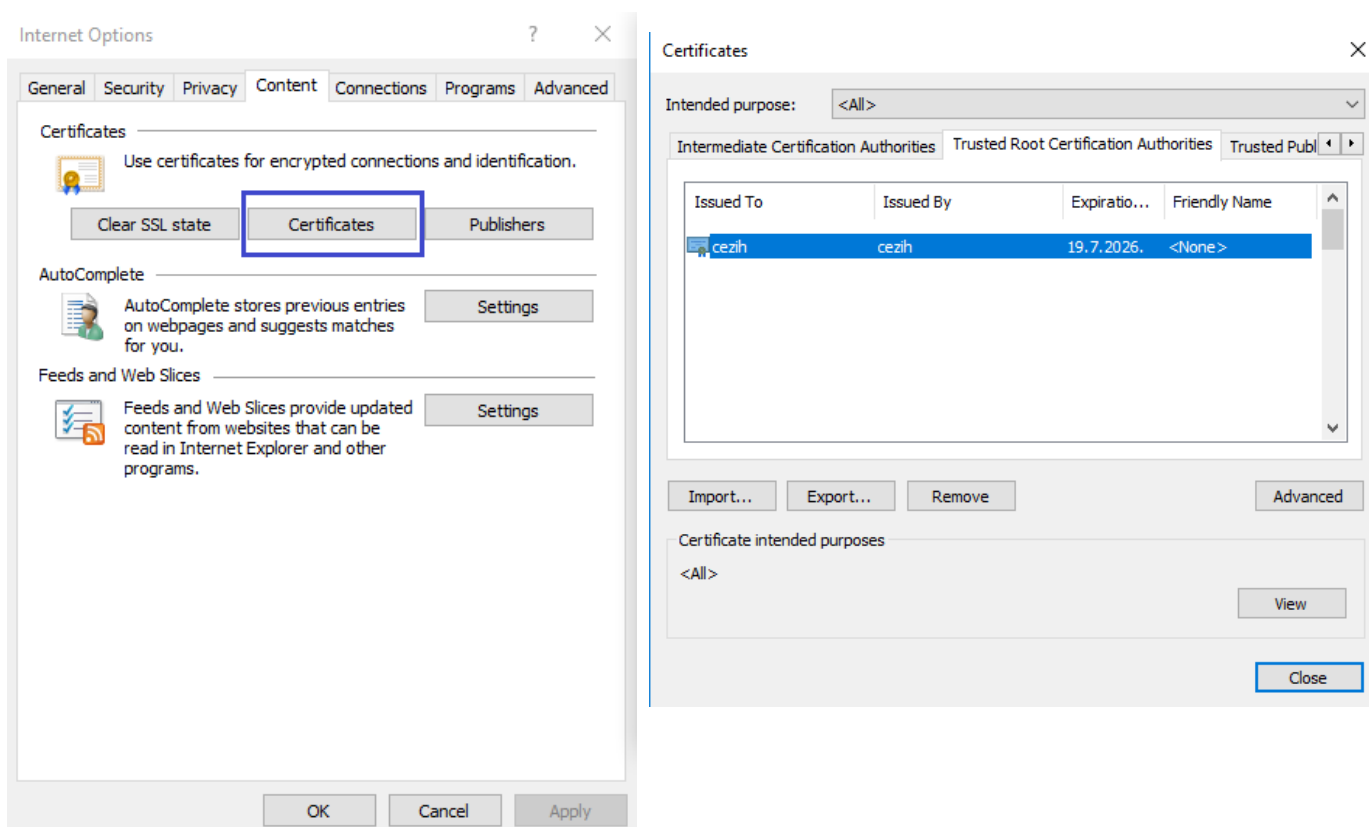 Internet Options
?
General Security Privacy Content Connections Programs Advanced
Certificates
Use certificates for encrypted connections and identification.
Clear SSL state
Certificates
Publishers
AutoComplete
AutoComplete stores previous entries
on webpages and suggests matches
for you.
Settings
Feeds and Web Slices
Feeds and Web Slices provide updated
content from websites that can be
read in Internet Explorer and other
programs.
Settings
OK
Cancel
Apply
Certificates
Intended purpose:
<All>
Intermediate Certification Authorities Trusted Root Certification Authorities Trusted Publ
Issued To Issued By Expiratio... Friendly Name
cezih cezih 19.7.2026. <None>
Import...
Export...
Remove
Advanced
Certificate intended purposes
<All>
View
Close